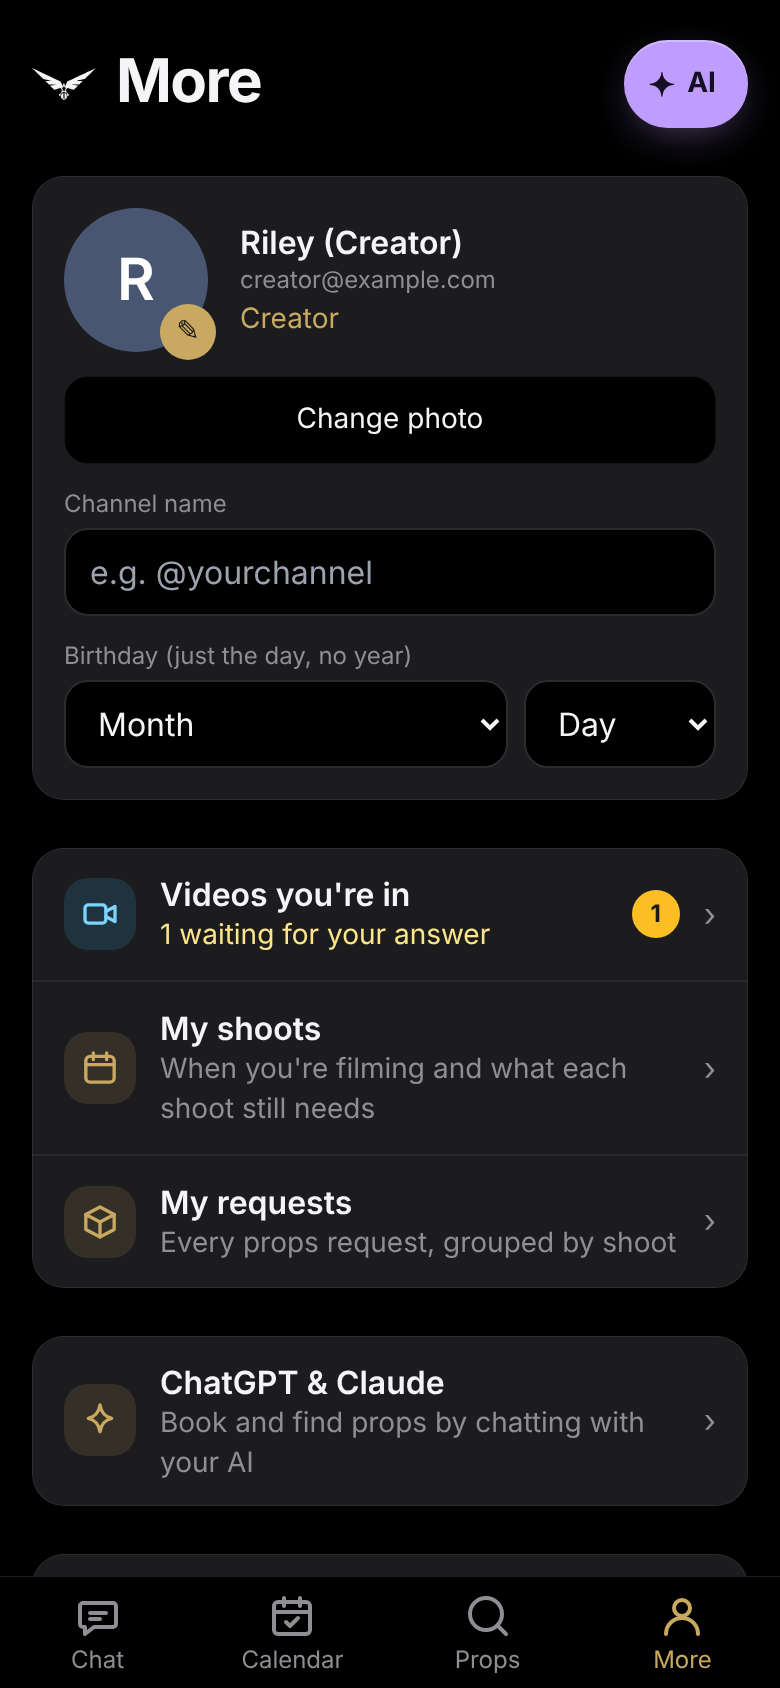 More
AI
R
Riley (Creator)
creator@example.com
Creator
Change photo
Channel name
e.g. @yourchannel
Birthday (just the day, no year)
Month
Day
Videos you're in
1 waiting for your answer
1
My shoots
When you're filming and what each
shoot still needs
My requests
Every props request, grouped by shoot
ChatGPT & Claude
Book and find props by chatting with
your AI
Chat
Calendar
Props
More